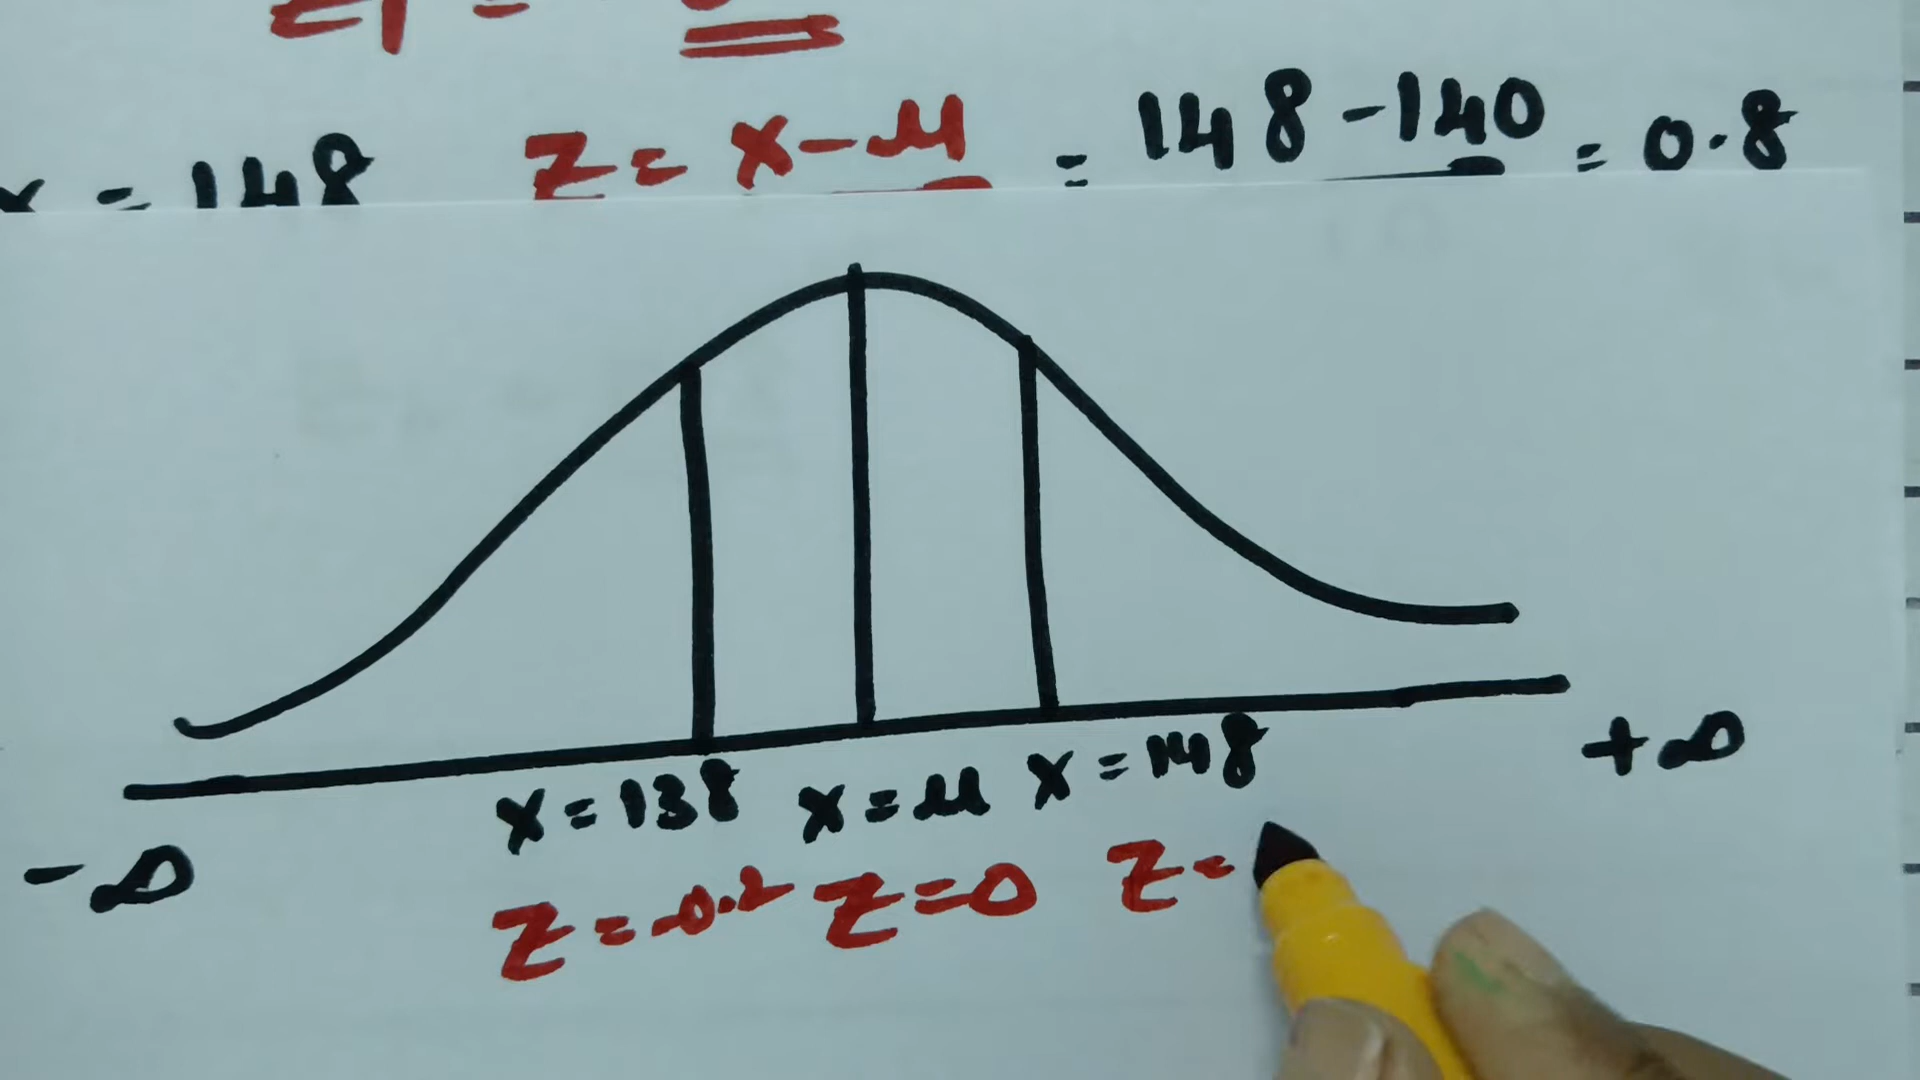 x = 148 Z = x - μ = 148 - 140 = 0.8
x = 138 x = μ x = 148
- ∞ + ∞
Z = -0.2 Z = 0 Z =